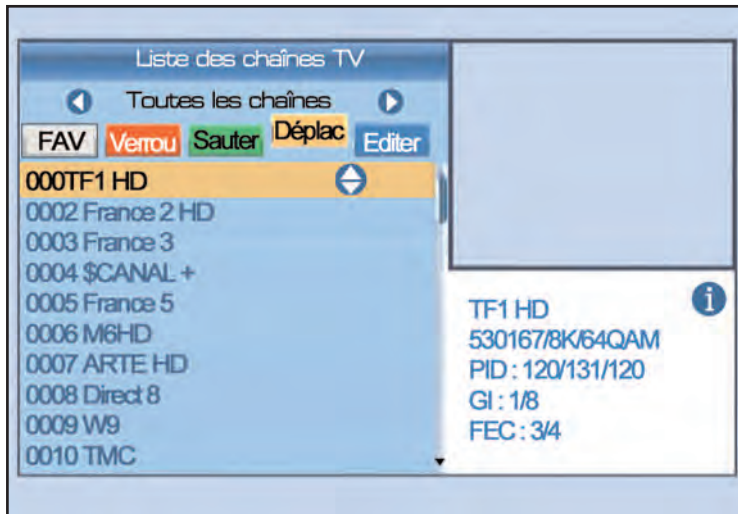 Liste des chaînes TV
Toutes les chaînes
FAV Verrou Sauter Déplac Editer
000TF1 HD
0002 France 2 HD
0003 France 3
0004 $CANAL +
0005 France 5
0006 M6HD
0007 ARTE HD
0008 Direct 8
0009 W9
0010 TMC
TF1 HD
530167/8K/64QAM
PID : 120/131/120
GI : 1/8
FEC : 3/4